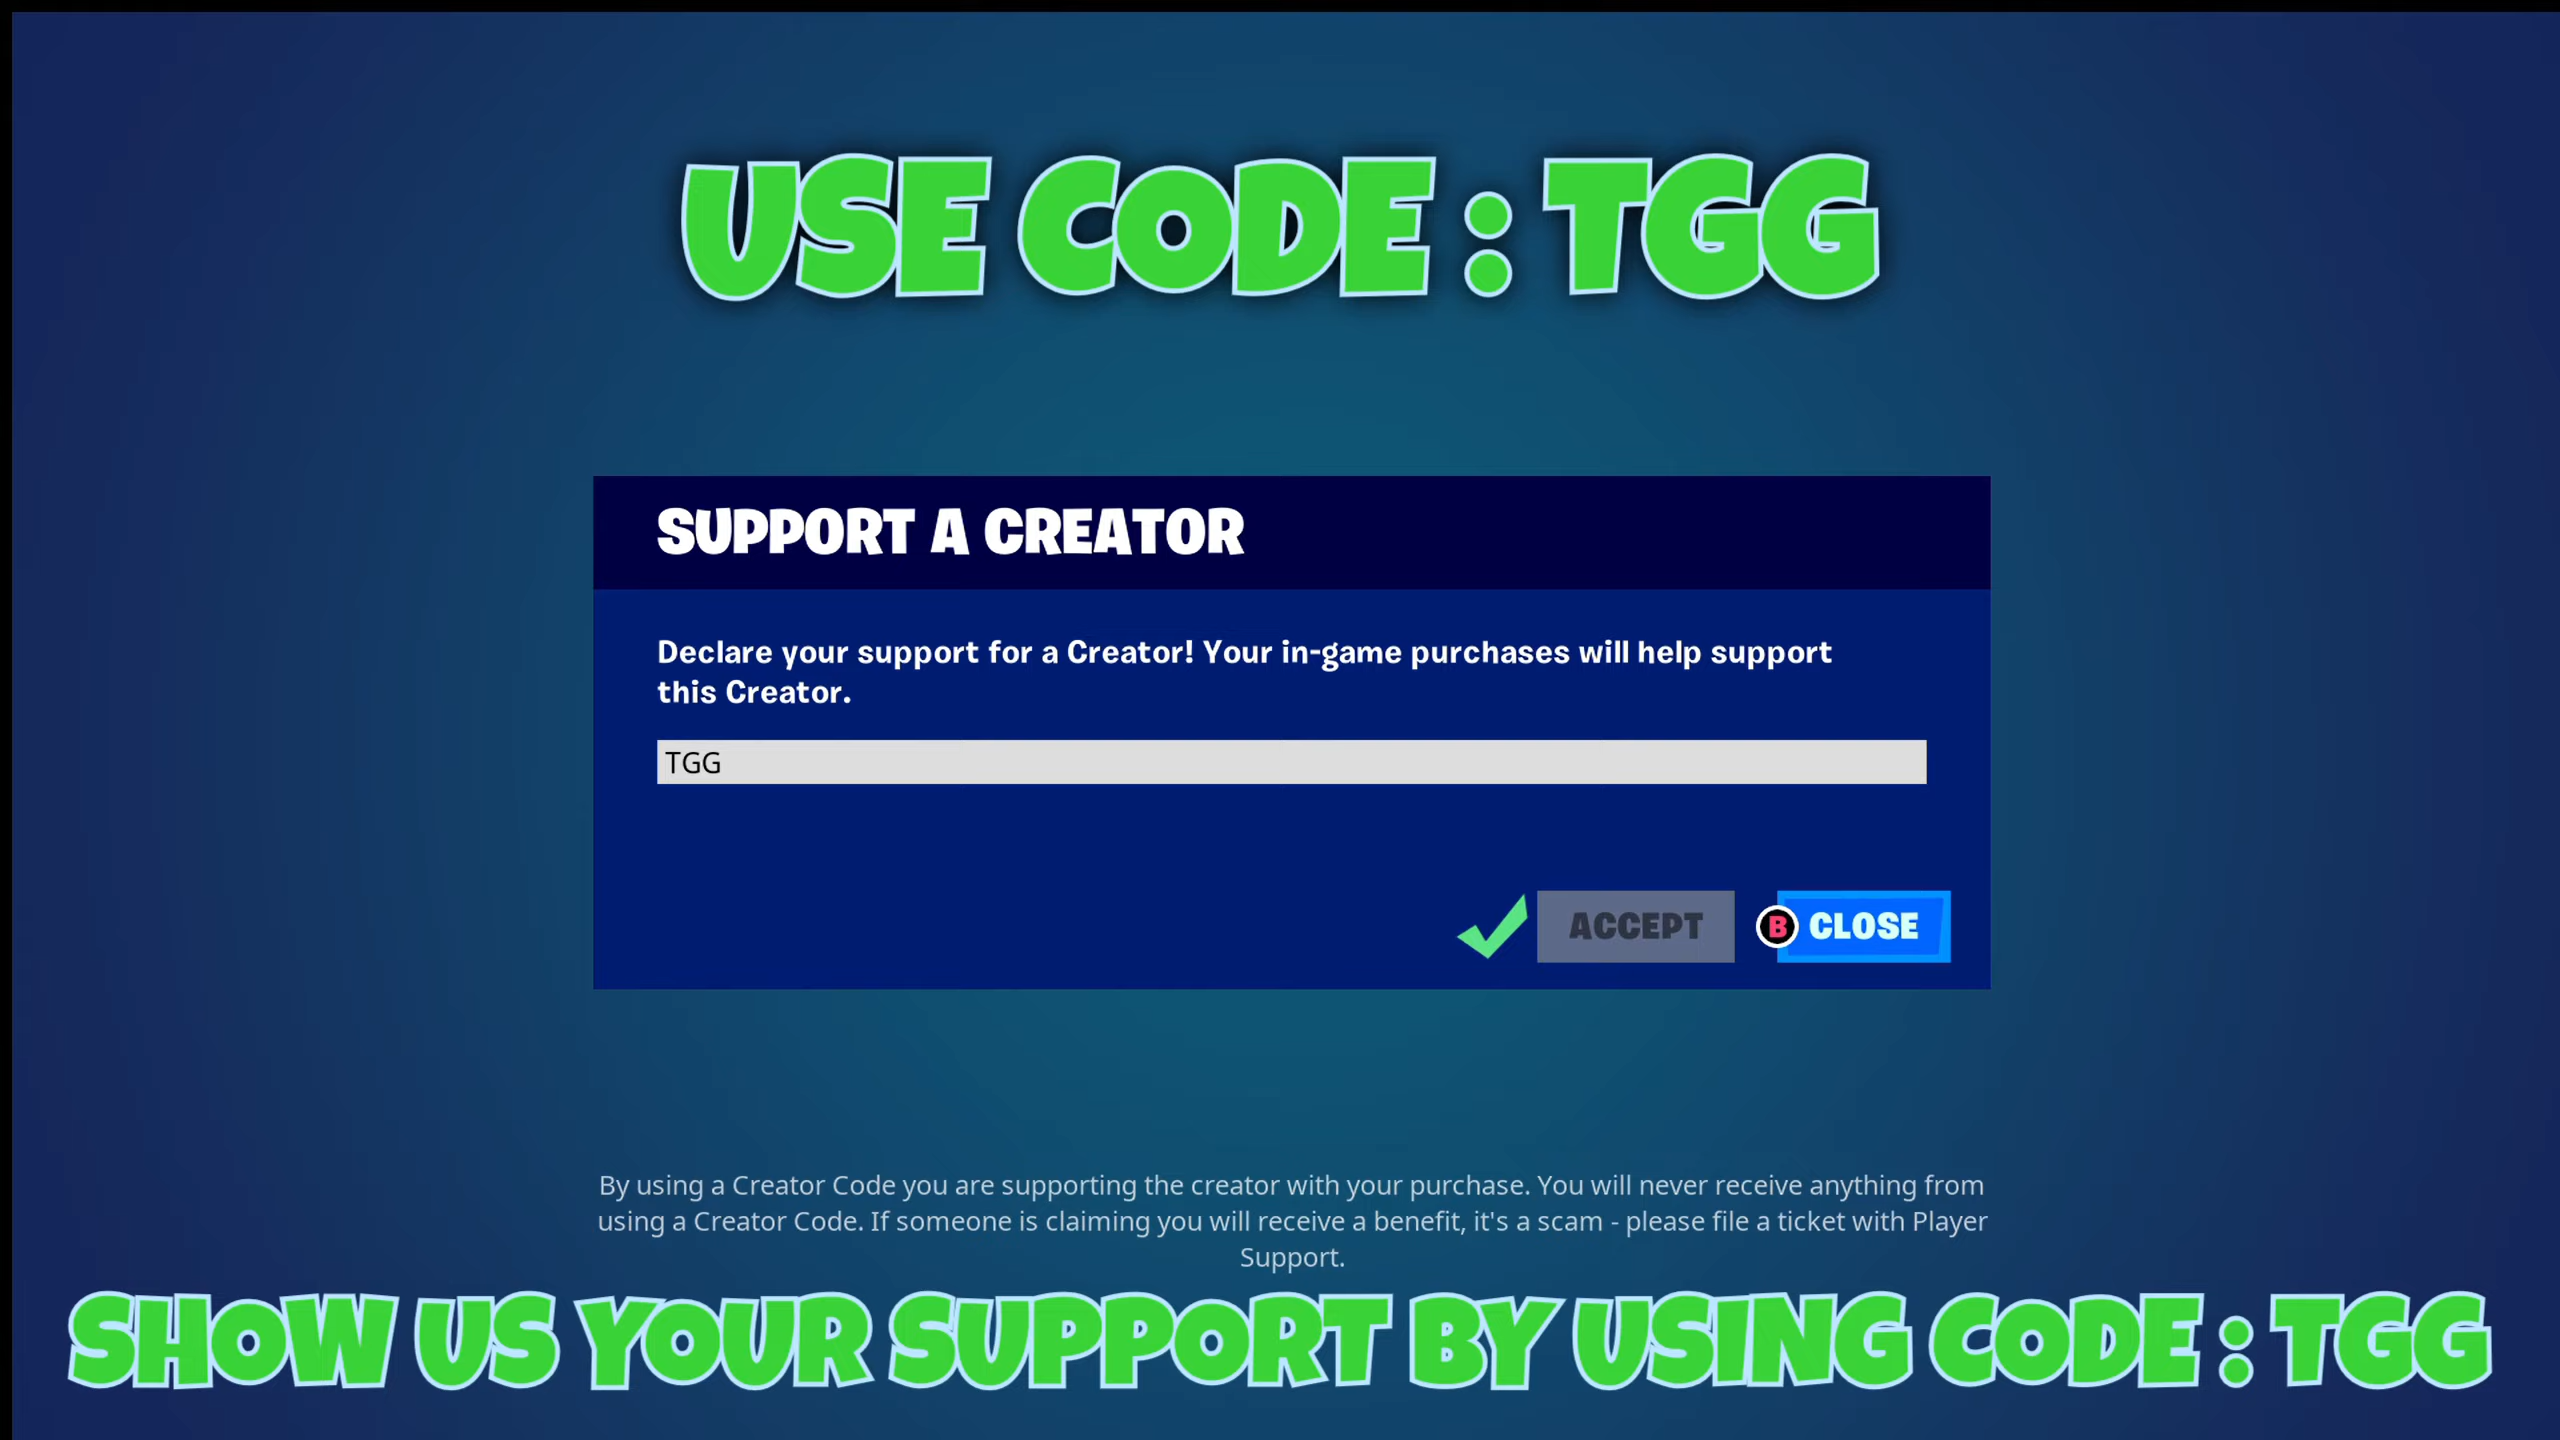 USE CODE : TGG
SUPPORT A CREATOR
Declare your support for a Creator! Your in-game purchases will help support
this Creator.
TGG
ACCEPT
B CLOSE
By using a Creator Code you are supporting the creator with your purchase. You will never receive anything from
using a Creator Code. If someone is claiming you will receive a benefit, it's a scam - please file a ticket with Player
Support.
SHOW US YOUR SUPPORT BY USING CODE : TGG